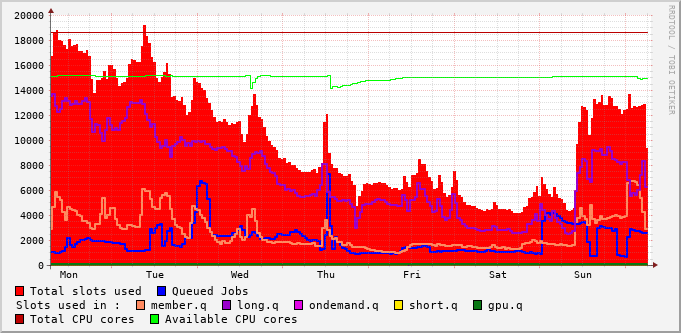 20000
18000
16000
14000
12000
10000
8000
6000
4000
2000
0
Mon Tue Wed Thu Fri Sat Sun
Total slots used Queued Jobs
Slots used in : member.q long.q ondemand.q short.q gpu.q
Total CPU cores Available CPU cores
RRDTOOL / TOBI OETIKER